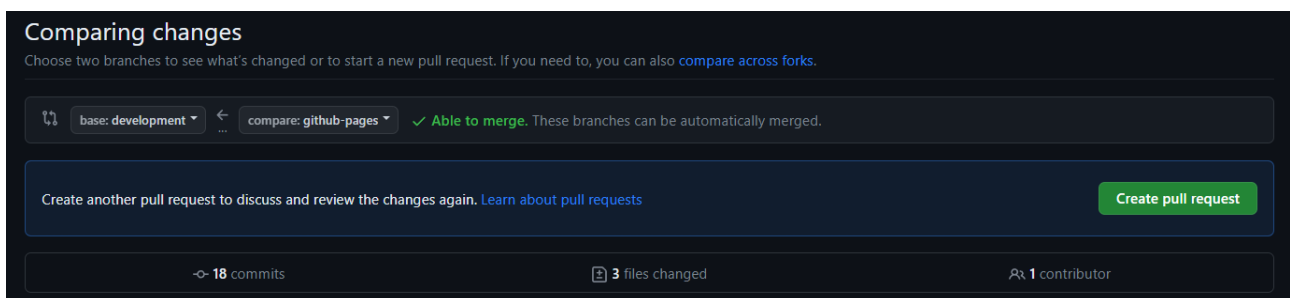 Comparing changes
Choose two branches to see what's changed or to start a new pull request. If you need to, you can also compare across forks.
base: development ← ... compare: github-pages ✓ Able to merge. These branches can be automatically merged.
Create another pull request to discuss and review the changes again. Learn about pull requests Create pull request
18 commits 3 files changed 1 contributor